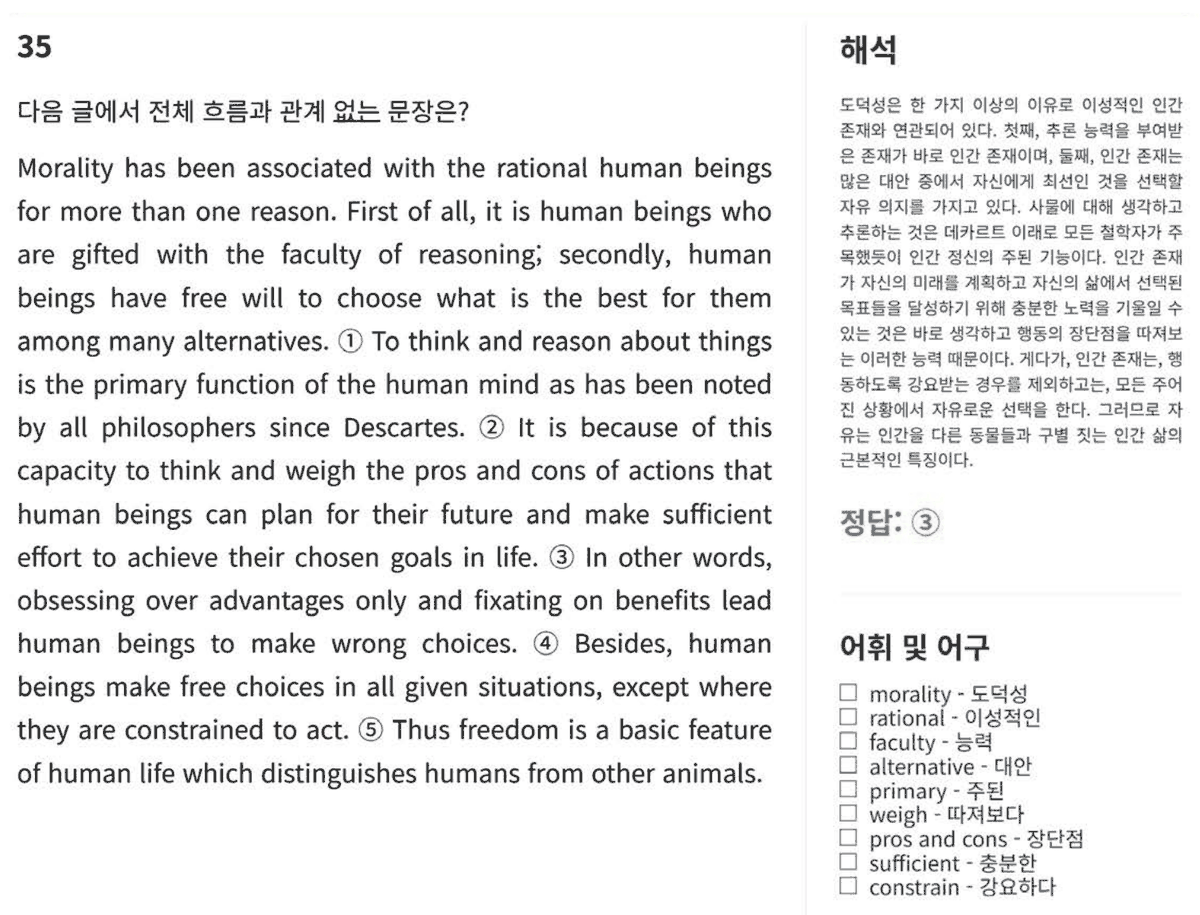 35
다음 글에서 전체 흐름과 관계 없는 문장은?
Morality has been associated with the rational human beings
for more than one reason. First of all, it is human beings who
are gifted with the faculty of reasoning; secondly, human
beings have free will to choose what is the best for them
among many alternatives. ① To think and reason about things
is the primary function of the human mind as has been noted
by all philosophers since Descartes. ② It is because of this
capacity to think and weigh the pros and cons of actions that
human beings can plan for their future and make sufficient
effort to achieve their chosen goals in life. ③ In other words,
obsessing over advantages only and fixating on benefits lead
human beings to make wrong choices. ④ Besides, human
beings make free choices in all given situations, except where
they are constrained to act. ⑤ Thus freedom is a basic feature
of human life which distinguishes humans from other animals.
해석
도덕성은 한 가지 이상의 이유로 이성적인 인간
존재와 연관되어 있다. 첫째, 추론 능력을 부여받
은 존재가 바로 인간 존재이며, 둘째, 인간 존재는
많은 대안 중에서 자신에게 최선인 것을 선택할
자유 의지를 가지고 있다. 사물에 대해 생각하고
추론하는 것은 데카르트 이래로 모든 철학자가 주
목했듯이 인간 정신의 주된 기능이다. 인간 존재
가 자신의 미래를 계획하고 자신의 삶에서 선택된
목표들을 달성하기 위해 충분한 노력을 기울일 수
있는 것은 바로 생각하고 행동의 장단점을 따져보
는 이러한 능력 때문이다. 게다가, 인간 존재는, 행
동하도록 강요받는 경우를 제외하고는, 모든 주어
진 상황에서 자유로운 선택을 한다. 그러므로 자
유는 인간을 다른 동물들과 구별 짓는 인간 삶의
근본적인 특징이다.
정답: ③
어휘 및 어구
□ morality - 도덕성
□ rational - 이성적인
□ faculty - 능력
□ alternative - 대안
□ primary - 주된
□ weigh - 따져보다
□ pros and cons - 장단점
□ sufficient - 충분한
□ constrain - 강요하다